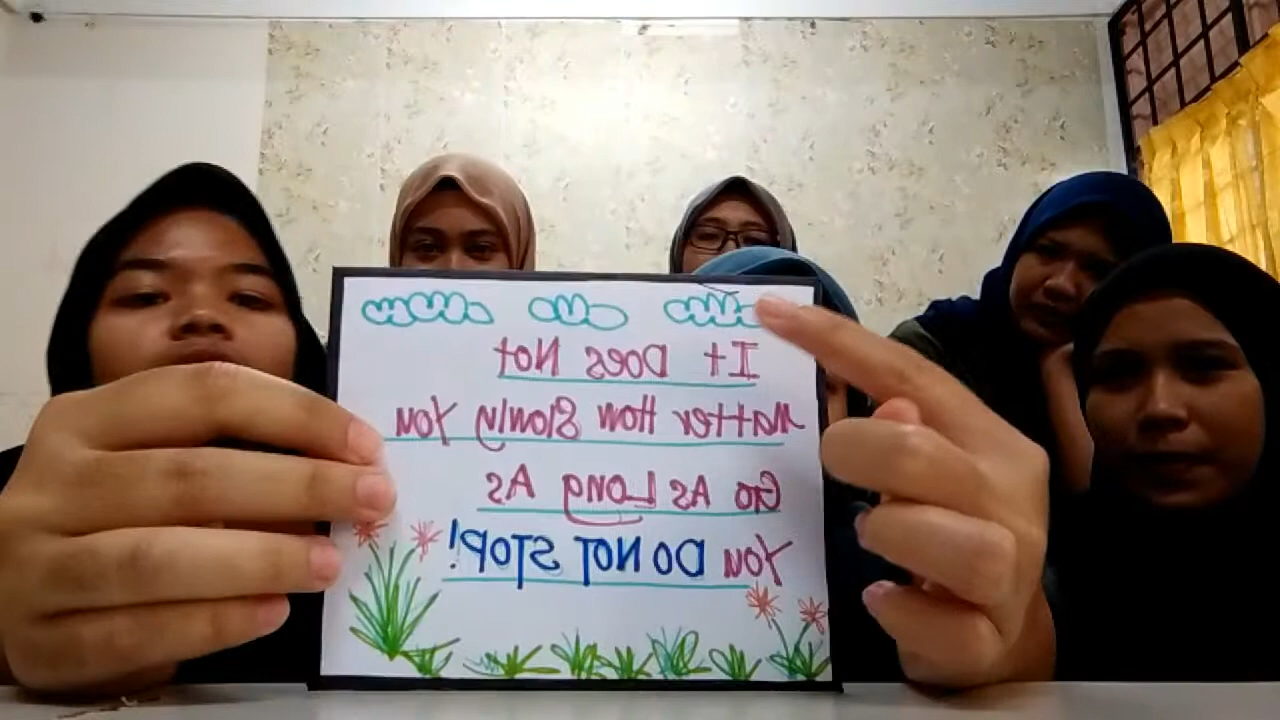 It Does Not
Matter How Slowly You
Go As Long As
You DO NOT STOP!